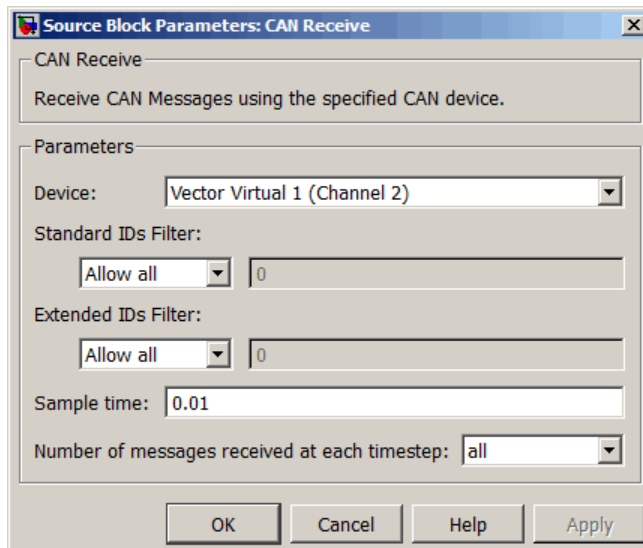 Source Block Parameters: CAN Receive
CAN Receive
Receive CAN Messages using the specified CAN device.
Parameters
Device: Vector Virtual 1 (Channel 2)
Standard IDs Filter:
Allow all 0
Extended IDs Filter:
Allow all 0
Sample time: 0.01
Number of messages received at each timestep: all
OK Cancel Help Apply